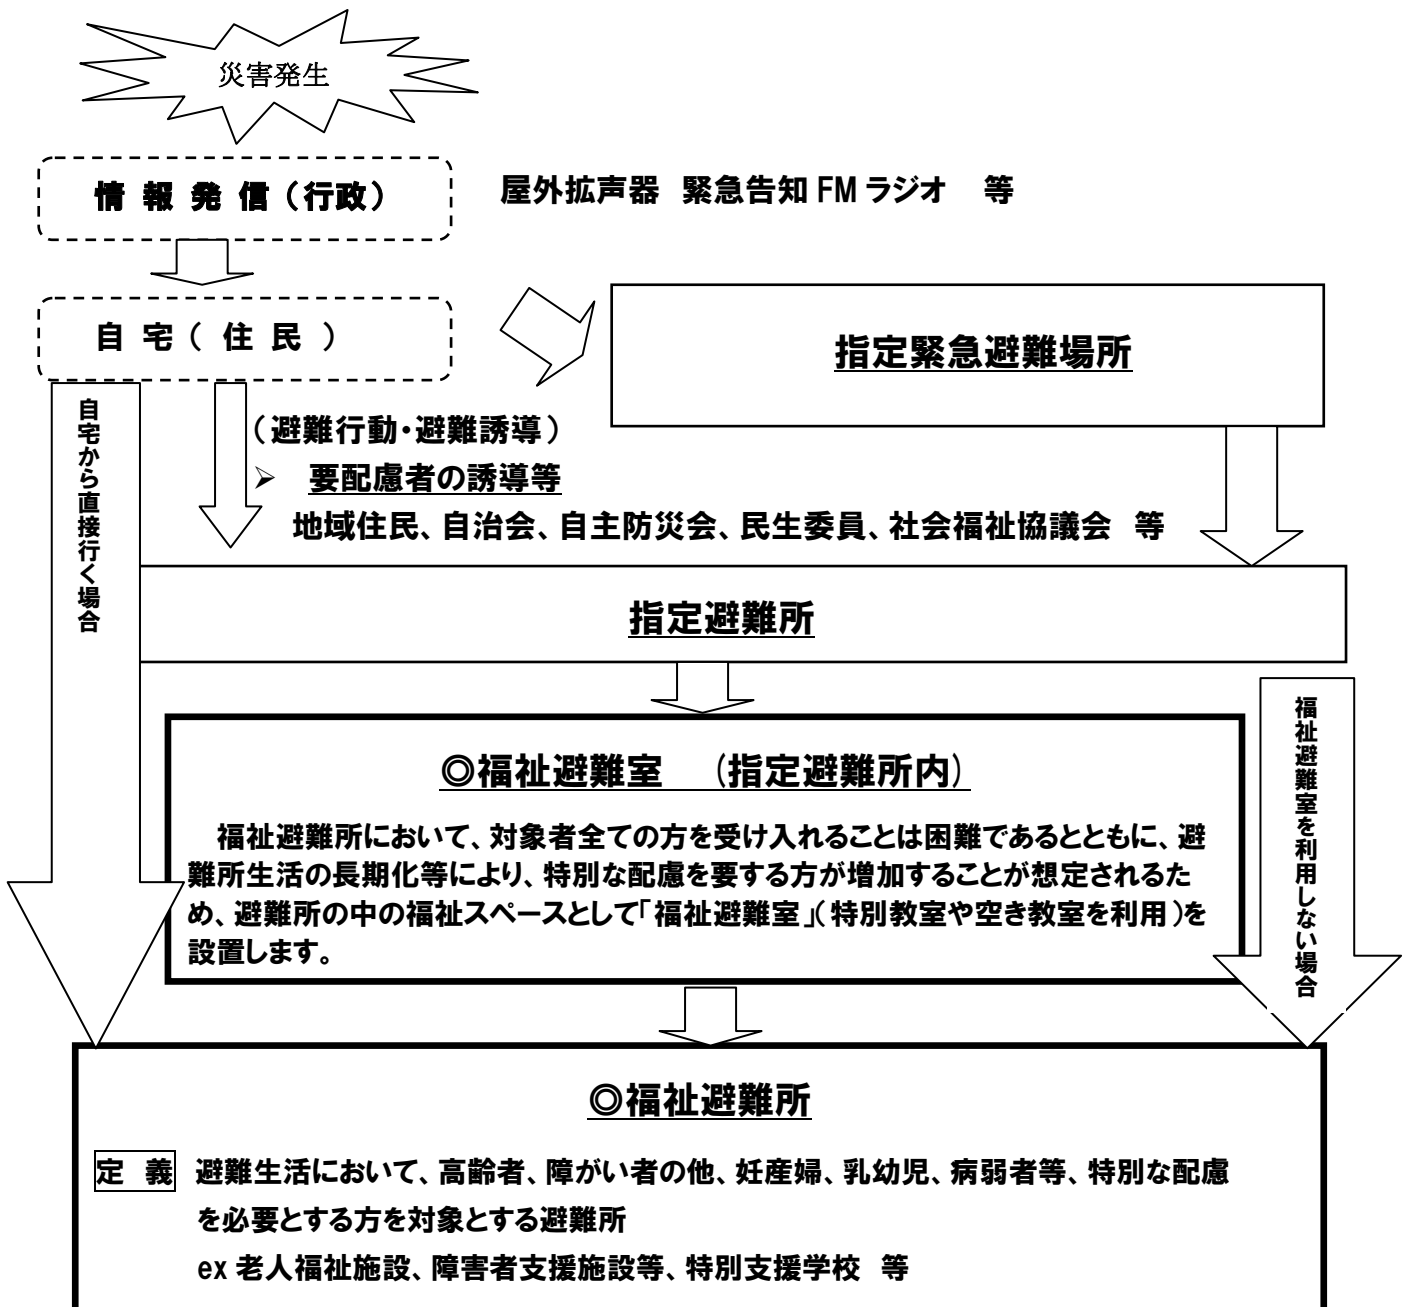 災害発生
情 報 発 信（行政）
屋外拡声器 緊急告知 FM ラジオ 等
自 宅（ 住 民 ）
指定緊急避難場所
自宅から直接行く場合
（避難行動・避難誘導）
➢ 要配慮者の誘導等
地域住民、自治会、自主防災会、民生委員、社会福祉協議会 等
指定避難所
福祉避難室を利用しない場合
◎福祉避難室 （指定避難所内）
福祉避難所において、対象者全ての方を受け入れることは困難であるとともに、避
難所生活の長期化等により、特別な配慮を要する方が増加することが想定されるた
め、避難所の中の福祉スペースとして「福祉避難室」（特別教室や空き教室を利用）を
設置します。
◎福祉避難所
定 義 避難生活において、高齢者、障がい者の他、妊産婦、乳幼児、病弱者等、特別な配慮
を必要とする方を対象とする避難所
ex 老人福祉施設、障害者支援施設等、特別支援学校 等